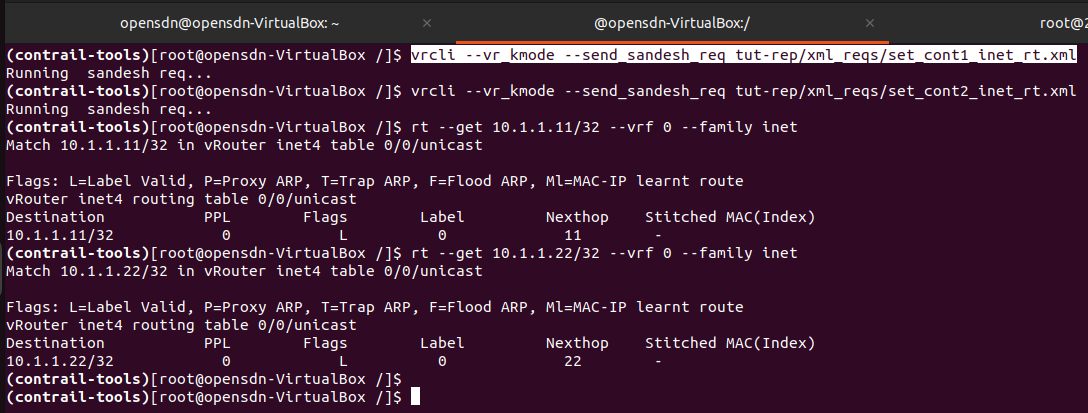 opensdn@opensdn-VirtualBox: ~ × @opensdn-VirtualBox:/ × root@2
(contrail-tools)[root@opensdn-VirtualBox /]$ vrcli --vr_kmode --send_sandesh_req tut-rep/xml_reqs/set_cont1_inet_rt.xml
Running  sandesh req...
(contrail-tools)[root@opensdn-VirtualBox /]$ vrcli --vr_kmode --send_sandesh_req tut-rep/xml_reqs/set_cont2_inet_rt.xml
Running  sandesh req...
(contrail-tools)[root@opensdn-VirtualBox /]$ rt --get 10.1.1.11/32 --vrf 0 --family inet
Match 10.1.1.11/32 in vRouter inet4 table 0/0/unicast
Flags: L=Label Valid, P=Proxy ARP, T=Trap ARP, F=Flood ARP, Ml=MAC-IP learnt route
vRouter inet4 routing table 0/0/unicast
Destination           PPL        Flags        Label         Nexthop    Stitched MAC(Index)
10.1.1.11/32            0            L          0             11        -
(contrail-tools)[root@opensdn-VirtualBox /]$ rt --get 10.1.1.22/32 --vrf 0 --family inet
Match 10.1.1.22/32 in vRouter inet4 table 0/0/unicast
Flags: L=Label Valid, P=Proxy ARP, T=Trap ARP, F=Flood ARP, Ml=MAC-IP learnt route
vRouter inet4 routing table 0/0/unicast
Destination           PPL        Flags        Label         Nexthop    Stitched MAC(Index)
10.1.1.22/32            0            L          0             22        -
(contrail-tools)[root@opensdn-VirtualBox /]$
(contrail-tools)[root@opensdn-VirtualBox /]$